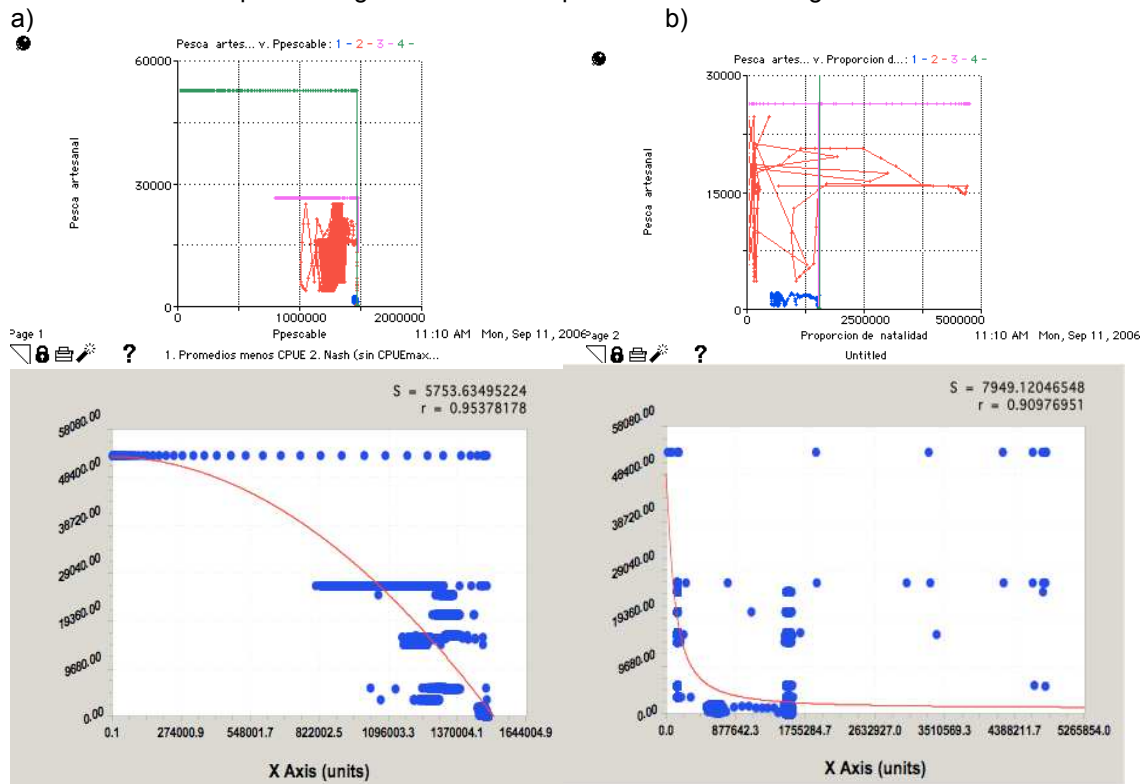 a)
b)
Pesca artes... v. Ppescable: 1 - 2 - 3 - 4 -
60000
30000
0
Pesca artesanal
0
1000000
2000000
Ppescable
Page 1
11:10 AM Mon, Sep 11, 2006
? 1. Promedios menos CPUE 2. Nash (sin CPUEmax...
Pesca artes... v. Proporcion d...: 1 - 2 - 3 - 4 -
30000
15000
0
Pesca artesanal
0
2500000
5000000
Proporcion de natalidad
Page 2
11:10 AM Mon, Sep 11, 2006
? Untitled
S = 5753.63495224
r = 0.95378178
58080.00
48400.00
38720.00
29040.00
19360.00
9680.00
0.00
0.1
274000.9
548001.7
822002.5
1096003.3
1370004.1
1644004.9
X Axis (units)
S = 7949.12046548
r = 0.90976951
58080.00
48400.00
38720.00
29040.00
19360.00
9680.00
0.00
0.0
877642.3
1755284.7
2632927.0
3510569.3
4388211.7
5265854.0
X Axis (units)